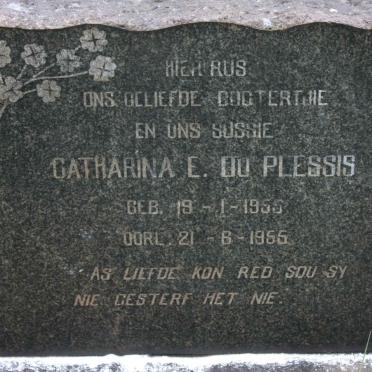 HIER RUS
ONS GELIEFDE DOGTERTJIE
EN ONS SUSSIE
CATHARINA E. DU PLESSIS
GEB. 19-1-1955
OORL. 21-6-1955
AS LIEFDE KON RED SOU SY
NIE GESTERF HET NIE.